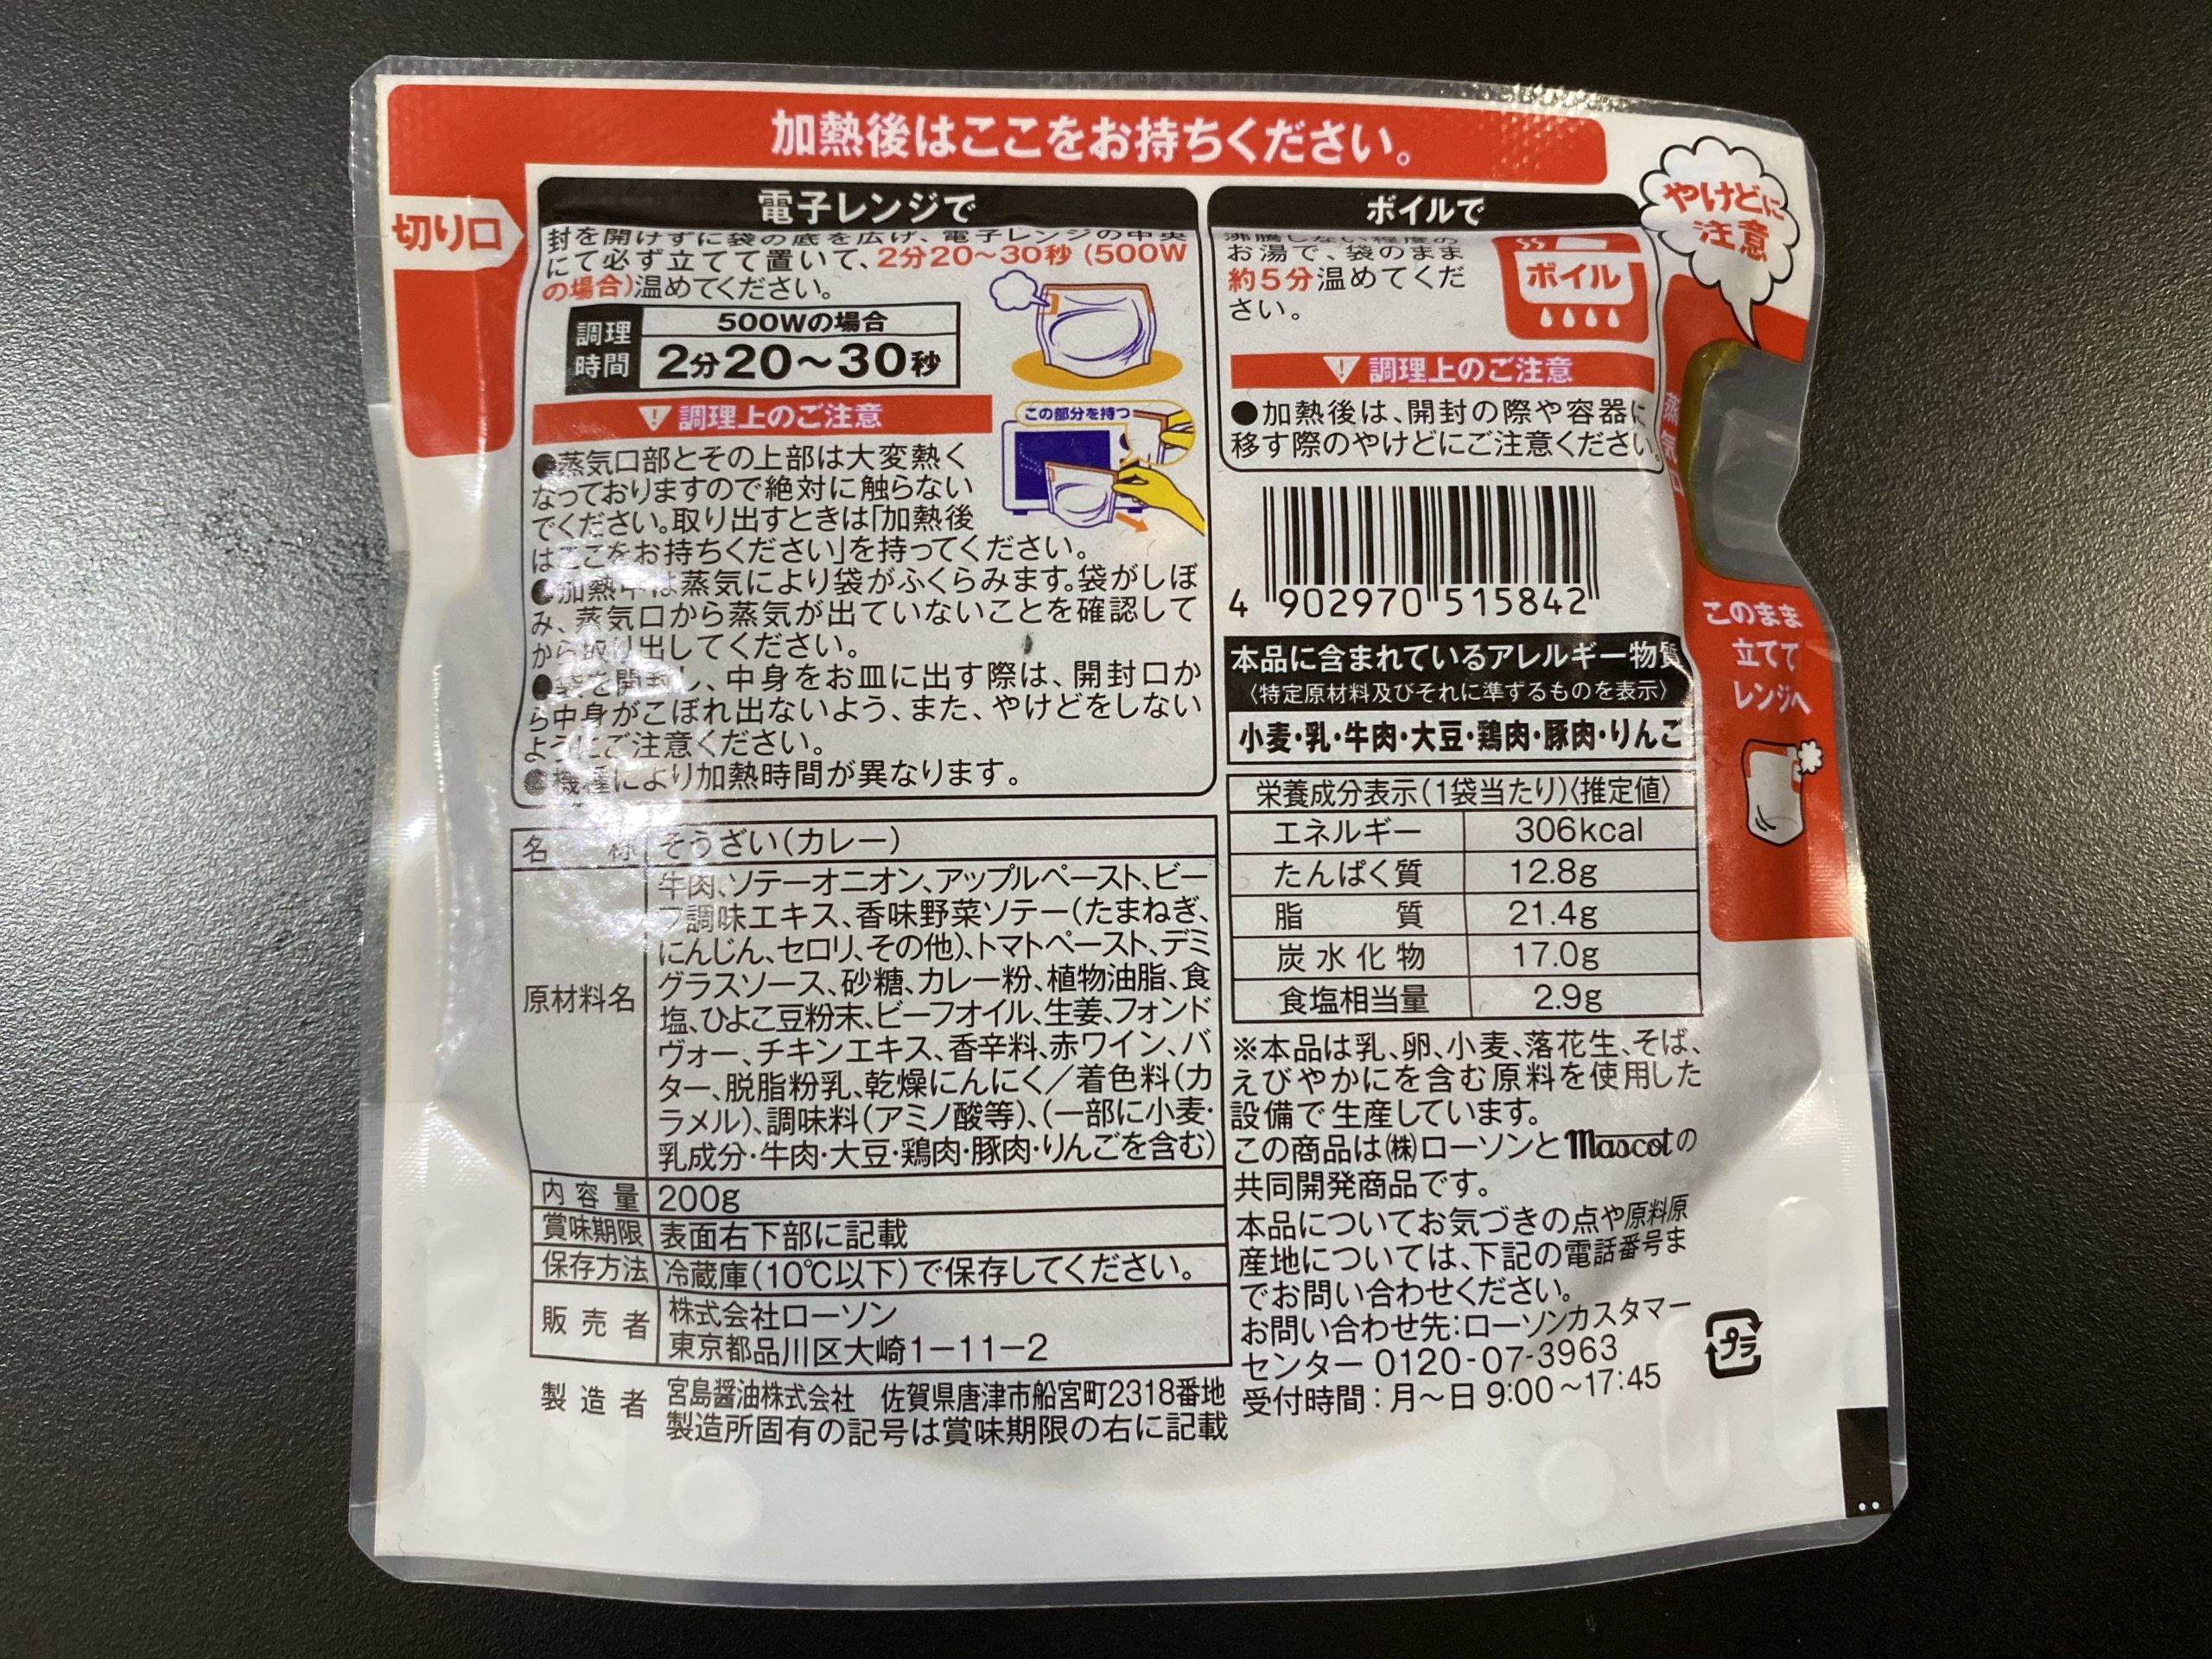 加熱後はここをお持ちください。
切り口
やけどに
注意
電子レンジで
封を開けずに袋の底を広げ、電子レンジの中央
にて必ず立てて置いて、2分20～30秒（500W
の場合）温めてください。
調理
時間
500Wの場合
2分20～30秒
調理上のご注意
この部分を持つ
●蒸気口部とその上部は大変熱く
なっておりますので絶対に触らない
でください。取り出すときは「加熱後
はここをお持ちください」を持ってください。
●加熱中は蒸気により袋がふくらみます。袋がしぼ
み、蒸気口から蒸気が出ていないことを確認して
から取り出してください。
●袋を開封し、中身をお皿に出す際は、開封口か
ら中身がこぼれ出ないよう、また、やけどをしない
ようにご注意ください。
●機種により加熱時間が異なります。
ボイルで
沸騰しない程度の
お湯で、袋のまま
約5分温めてくだ
さい。
ボイル
調理上のご注意
●加熱後は、開封の際や容器に
移す際のやけどにご注意ください。
蒸気口
4 902970 515842
このまま
立てて
レンジへ
本品に含まれているアレルギー物質
〈特定原材料及びそれに準ずるものを表示〉
小麦・乳・牛肉・大豆・鶏肉・豚肉・りんご
栄養成分表示（1袋当たり）〈推定値〉
エネルギー 306kcal
たんぱく質 12.8g
脂質 21.4g
炭水化物 17.0g
食塩相当量 2.9g
名称 そうざい（カレー）
原材料名
牛肉、ソテーオニオン、アップルペースト、ビー
フ調味エキス、香味野菜ソテー（たまねぎ、
にんじん、セロリ、その他）、トマトペースト、デミ
グラスソース、砂糖、カレー粉、植物油脂、食
塩、ひよこ豆粉末、ビーフオイル、生姜、フォンド
ヴォー、チキンエキス、香辛料、赤ワイン、バ
ター、脱脂粉乳、乾燥にんにく／着色料（カ
ラメル）、調味料（アミノ酸等）、（一部に小麦・
乳成分・牛肉・大豆・鶏肉・豚肉・りんごを含む）
内容量 200g
賞味期限 表面右下部に記載
保存方法 冷蔵庫（10℃以下）で保存してください。
販売者 株式会社ローソン
東京都品川区大崎1－11－2
製造者 宮島醤油株式会社 佐賀県唐津市船宮町2318番地
製造所固有の記号は賞味期限の右に記載
※本品は乳、卵、小麦、落花生、そば、
えびやかにを含む原料を使用した
設備で生産しています。
この商品は㈱ローソンとMascotの
共同開発商品です。
本品についてお気づきの点や原料原
産地については、下記の電話番号ま
でお問い合わせください。
お問い合わせ先：ローソンカスタマー
センター 0120-07-3963
受付時間：月～日 9:00～17:45
プラ